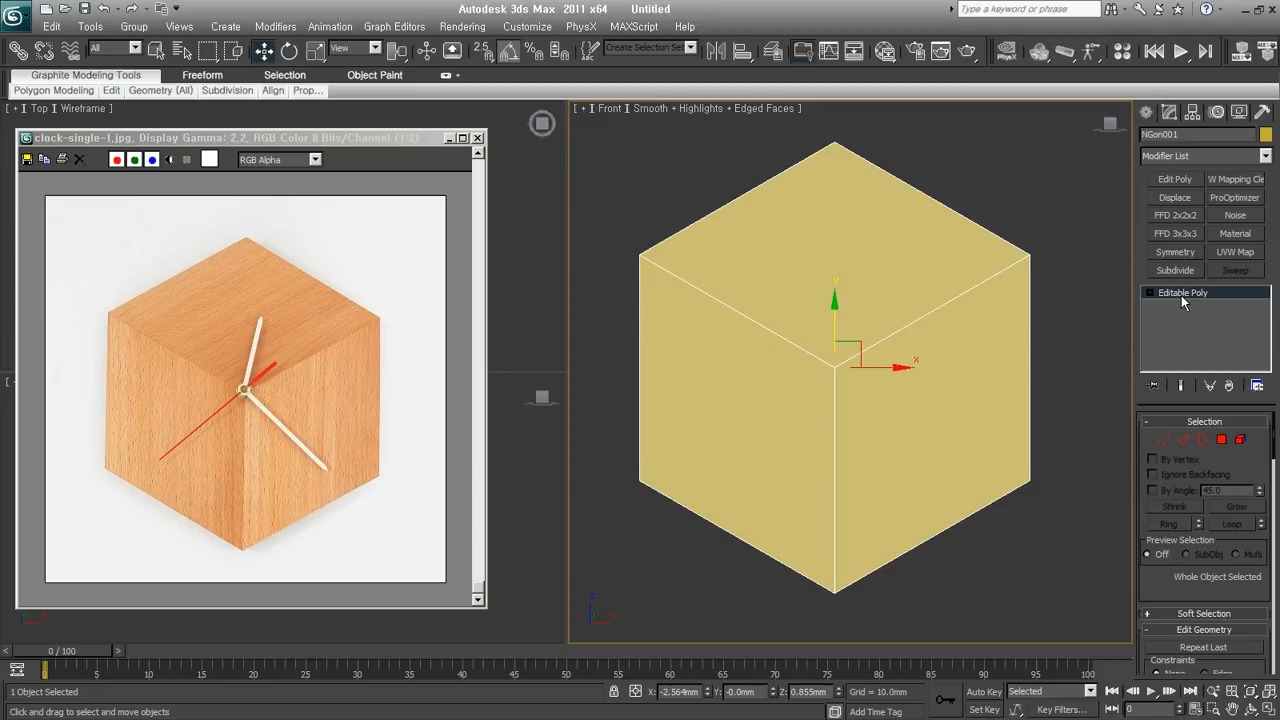 Autodesk 3ds Max 2011 x64 Untitled
Type a keyword or phrase
Edit Tools Group Views Create Modifiers Animation Graph Editors Rendering Customize PhysX MAXScript Help
All View 2.5 Create Selection Set PhysX
Graphite Modeling Tools Freeform Selection Object Paint
Polygon Modeling Edit Geometry (All) Subdivision Align Prop...
[ + ] Top ] Wireframe ]
[ + ] Front ] Smooth + Highlights + Edged Faces ]
clock-single-l.jpg, Display Gamma: 2,2, RGB Color 8 Bits/Channel (1:2)
RGB Alpha
y
x
z
NGon001
Modifier List
Edit Poly W Mapping Cle
Displace ProOptimizer
FFD 2x2x2 Noise
FFD 3x3x3 Material
Symmetry UVW Map
Subdivide Sweep
Editable Poly
Selection
By Vertex
Ignore Backfacing
By Angle: 45.0
Shrink Grow
Ring Loop
Preview Selection
Off SubObj Multi
Whole Object Selected
Soft Selection
Edit Geometry
Repeat Last
Constraints
0 / 100
0 5 10 15 20 25 30 35 40 45 50 55 60 65 70 75 80 85 90 95 100
1 Object Selected X: -2.564mm Y: -0.0mm Z: 0.855mm Grid = 10.0mm Auto Key Selected
Click and drag to select and move objects Add Time Tag Set Key Key Filters... 0